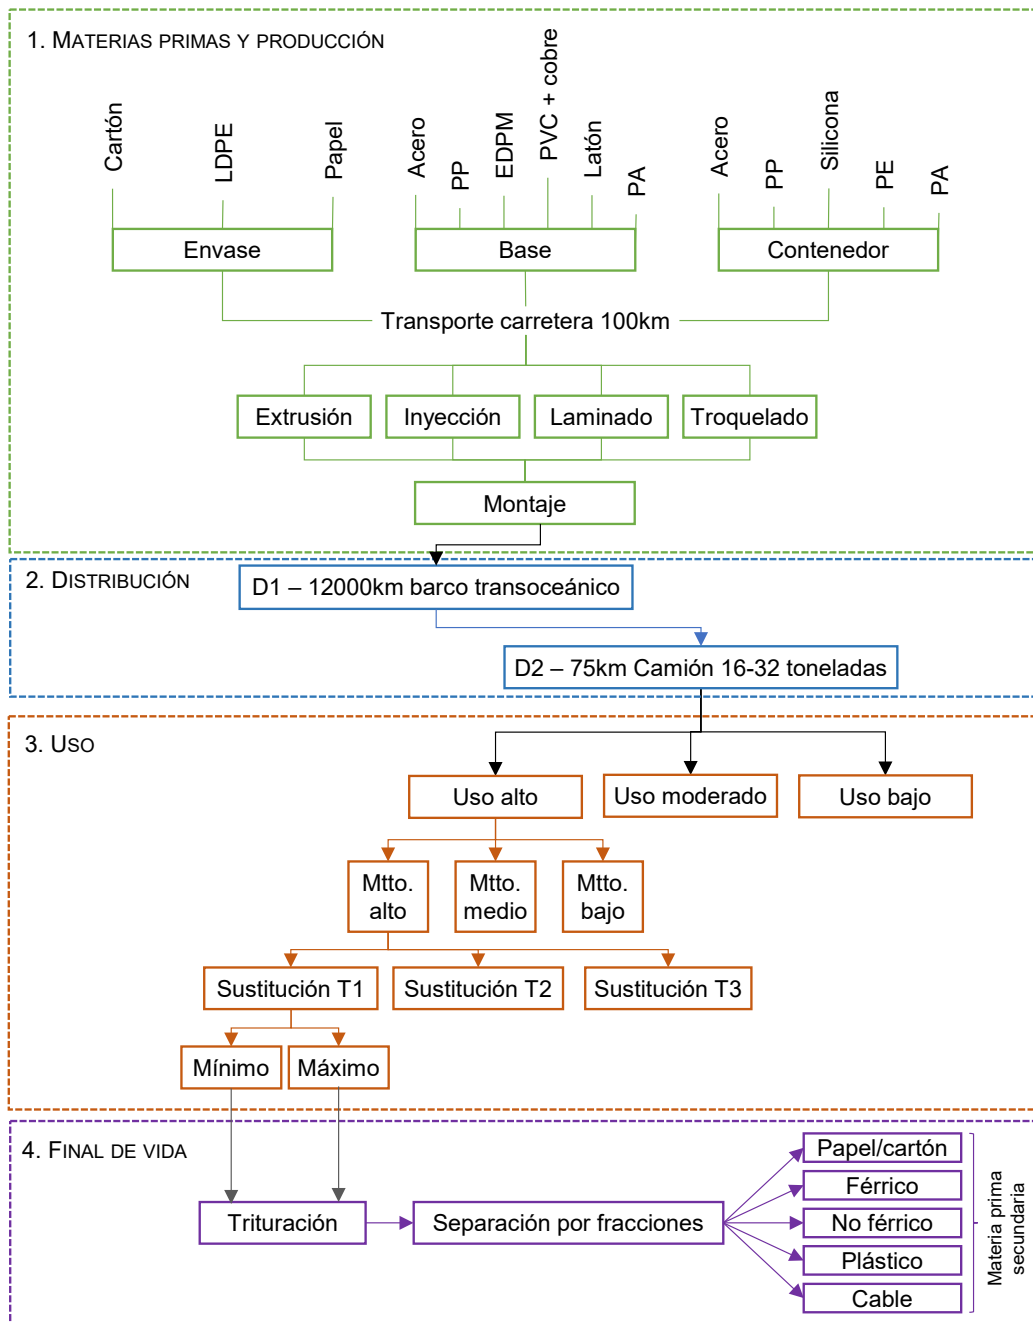 1. MATERIAS PRIMAS Y PRODUCCIÓN
Cartón
LDPE
Papel
Acero
PP
EDPM
PVC + cobre
Latón
PA
Acero
PP
Silicona
PE
PA
Envase
Base
Contenedor
Transporte carretera 100km
Extrusión
Inyección
Laminado
Troquelado
Montaje
2. DISTRIBUCIÓN
D1 – 12000km barco transoceánico
D2 – 75km Camión 16-32 toneladas
3. USO
Uso alto
Uso moderado
Uso bajo
Mtto.
alto
Mtto.
medio
Mtto.
bajo
Sustitución T1
Sustitución T2
Sustitución T3
Mínimo
Máximo
4. FINAL DE VIDA
Trituración
Separación por fracciones
Papel/cartón
Férrico
No férrico
Plástico
Cable
Materia prima
secundaria